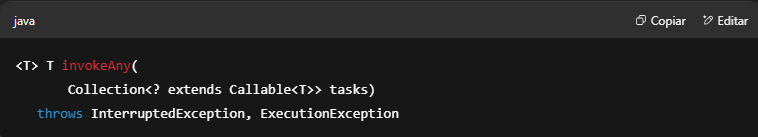 java Copiar Editar
<T> T invokeAny(
Collection<? extends Callable<T>> tasks)
throws InterruptedException, ExecutionException